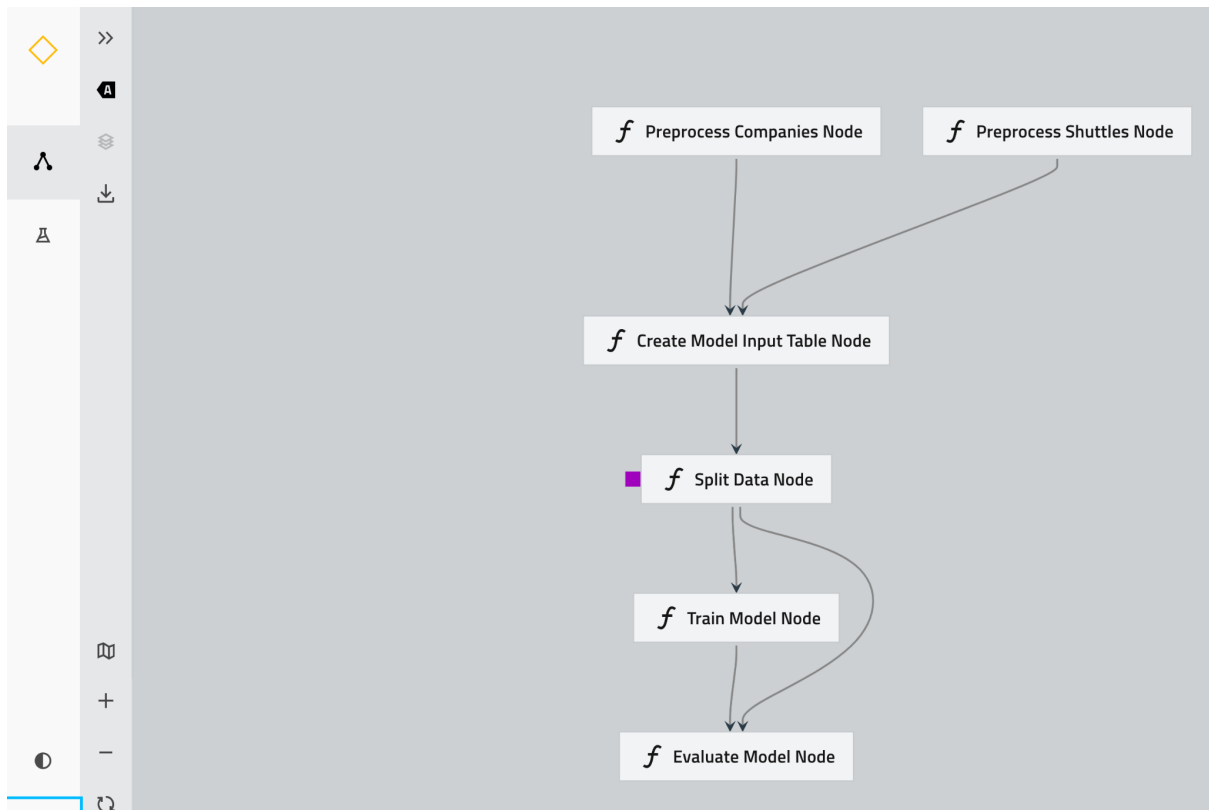 A
Preprocess Companies Node
Preprocess Shuttles Node
Create Model Input Table Node
Split Data Node
Train Model Node
Evaluate Model Node